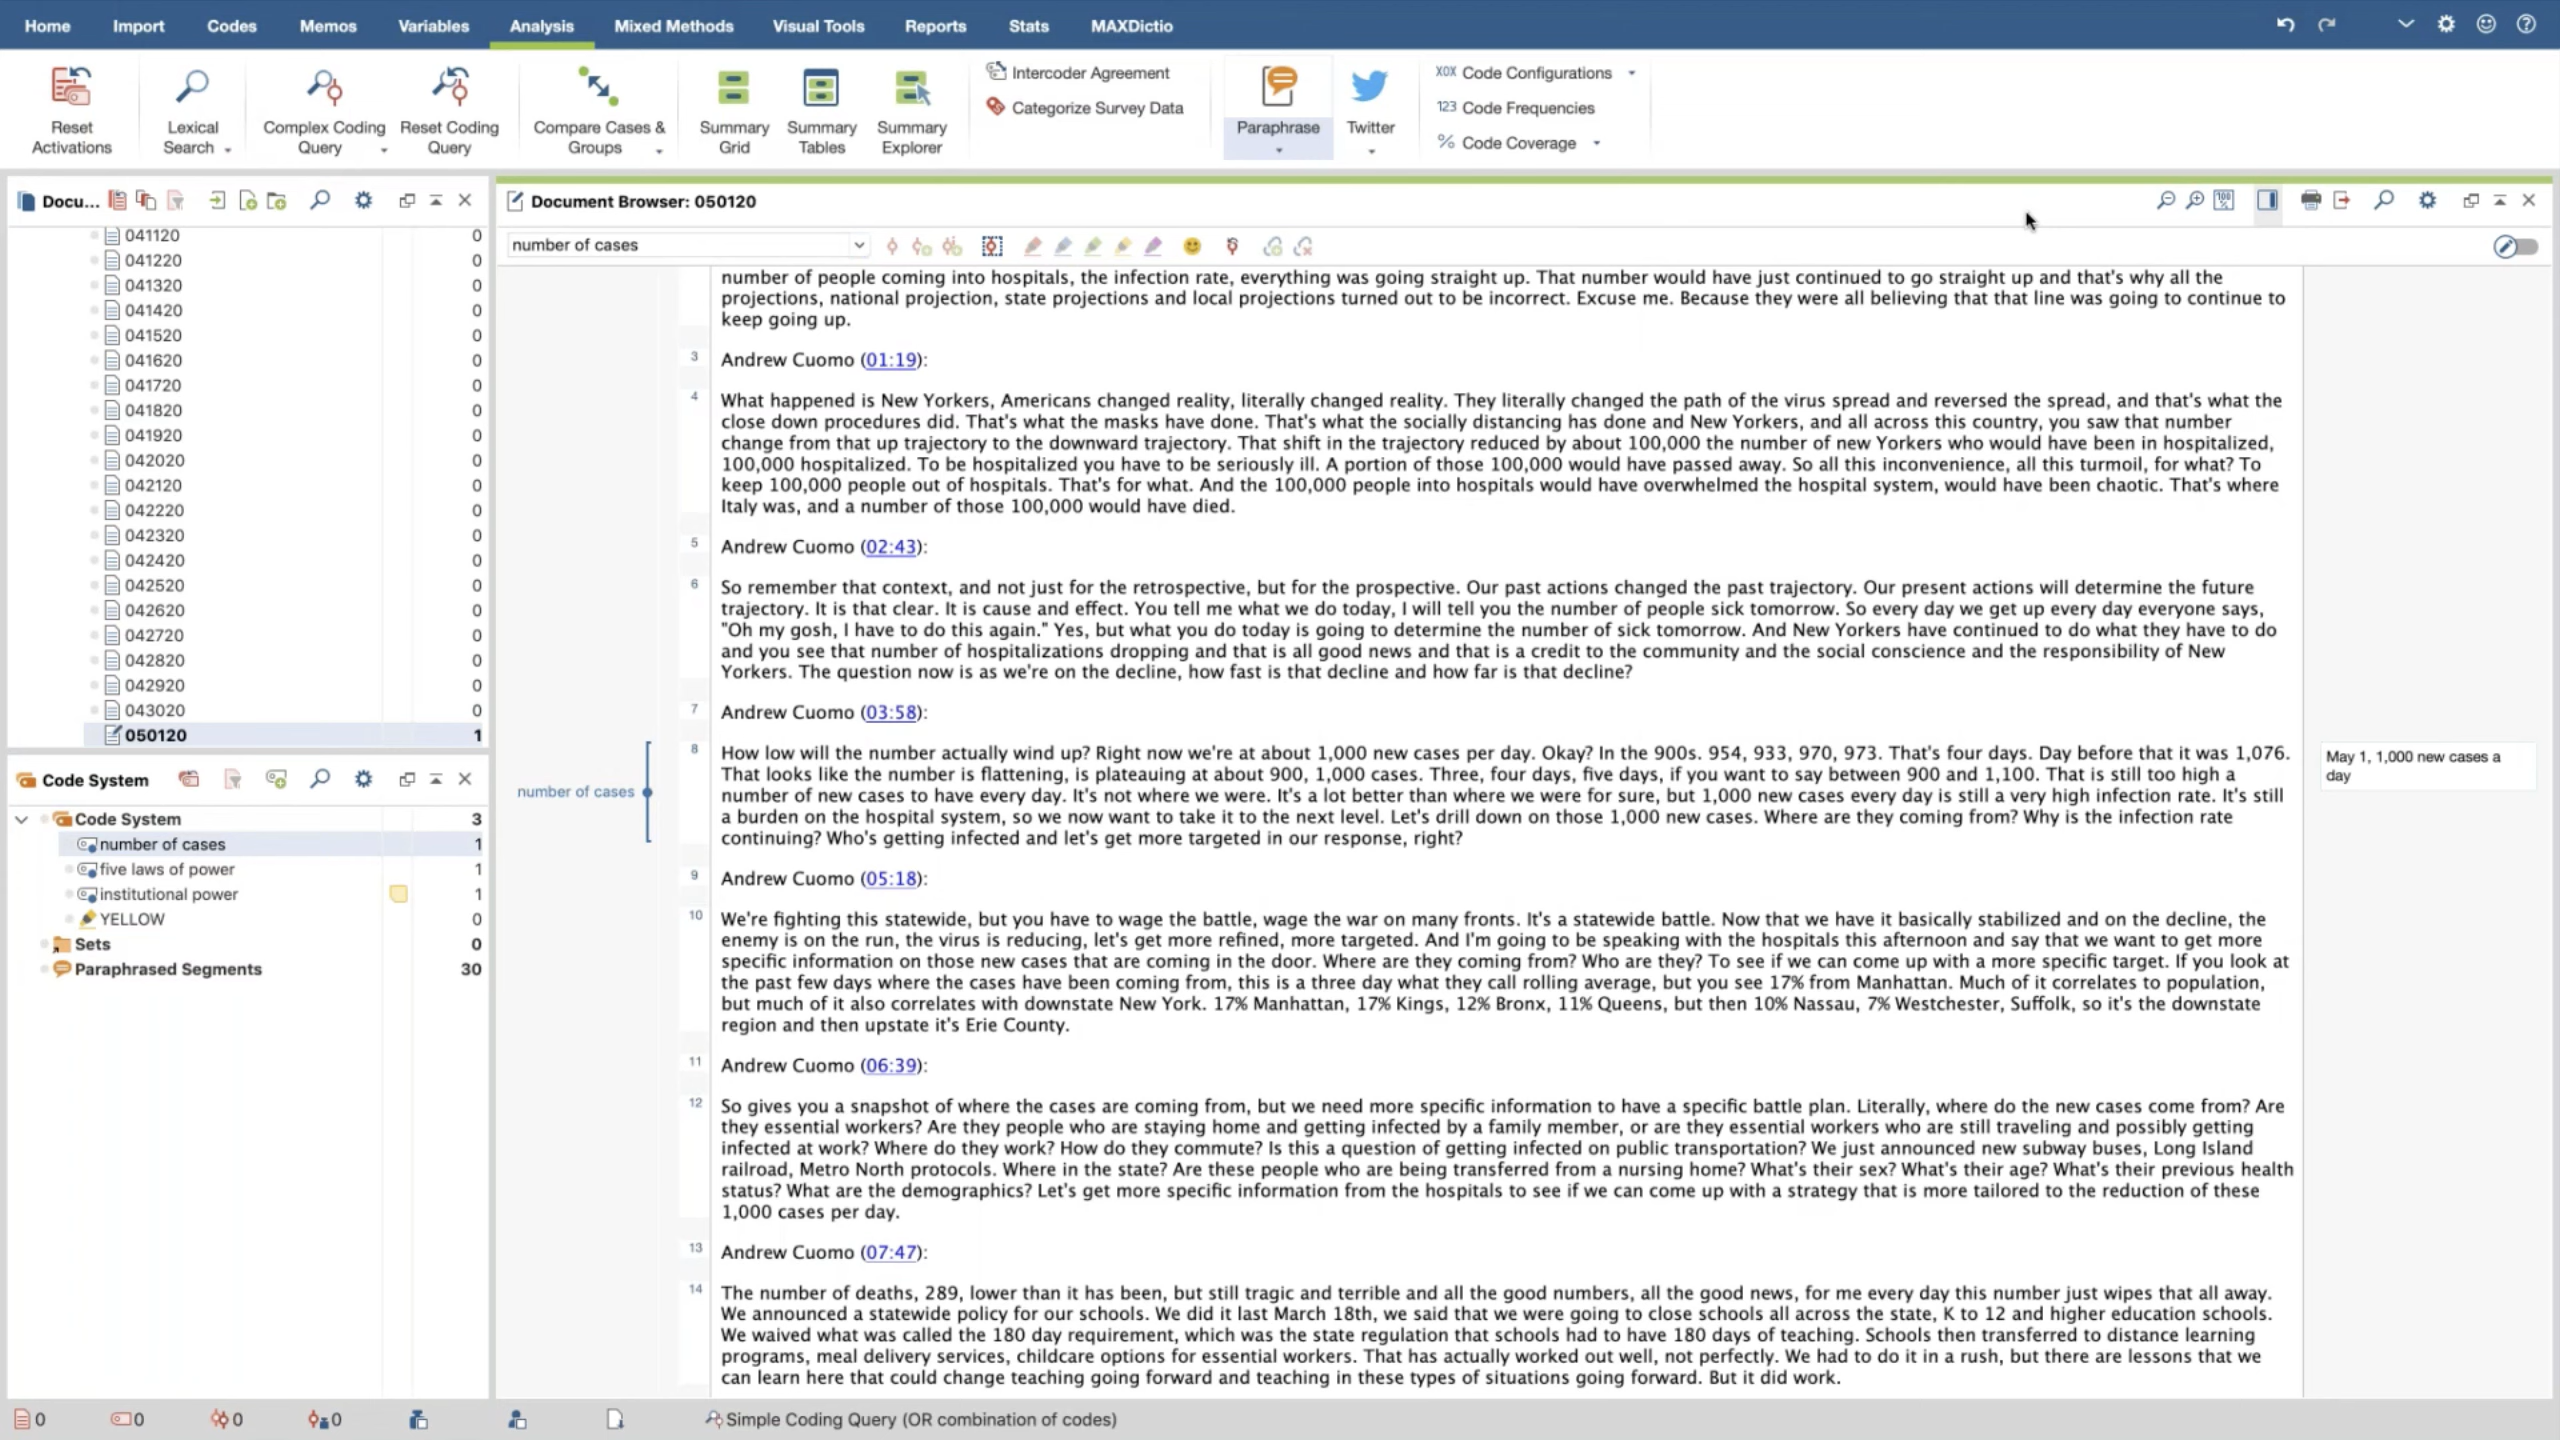 Home Import Codes Memos Variables Analysis Mixed Methods Visual Tools Reports Stats MAXDictio
Reset Activations
Lexical Search
Complex Coding Query
Reset Coding Query
Compare Cases & Groups
Summary Grid
Summary Tables
Summary Explorer
Intercoder Agreement
Categorize Survey Data
Paraphrase
Twitter
XOX Code Configurations
123 Code Frequencies
% Code Coverage
Docu...
041120 0
041220 0
041320 0
041420 0
041520 0
041620 0
041720 0
041820 0
041920 0
042020 0
042120 0
042220 0
042320 0
042420 0
042520 0
042620 0
042720 0
042820 0
042920 0
043020 0
050120 1
Code System
Code System 3
number of cases 1
five laws of power 1
institutional power 1
YELLOW 0
Sets 0
Paraphrased Segments 30
Document Browser: 050120
100 %
number of cases
number of people coming into hospitals, the infection rate, everything was going straight up. That number would have just continued to go straight up and that's why all the
projections, national projection, state projections and local projections turned out to be incorrect. Excuse me. Because they were all believing that that line was going to continue to
keep going up.
3 Andrew Cuomo (01:19):
4 What happened is New Yorkers, Americans changed reality, literally changed reality. They literally changed the path of the virus spread and reversed the spread, and that's what the
close down procedures did. That's what the masks have done. That's what the socially distancing has done and New Yorkers, and all across this country, you saw that number
change from that up trajectory to the downward trajectory. That shift in the trajectory reduced by about 100,000 the number of new Yorkers who would have been in hospitalized,
100,000 hospitalized. To be hospitalized you have to be seriously ill. A portion of those 100,000 would have passed away. So all this inconvenience, all this turmoil, for what? To
keep 100,000 people out of hospitals. That's for what. And the 100,000 people into hospitals would have overwhelmed the hospital system, would have been chaotic. That's where
Italy was, and a number of those 100,000 would have died.
5 Andrew Cuomo (02:43):
6 So remember that context, and not just for the retrospective, but for the prospective. Our past actions changed the past trajectory. Our present actions will determine the future
trajectory. It is that clear. It is cause and effect. You tell me what we do today, I will tell you the number of people sick tomorrow. So every day we get up every day everyone says,
"Oh my gosh, I have to do this again." Yes, but what you do today is going to determine the number of sick tomorrow. And New Yorkers have continued to do what they have to do
and you see that number of hospitalizations dropping and that is all good news and that is a credit to the community and the social conscience and the responsibility of New
Yorkers. The question now is as we're on the decline, how fast is that decline and how far is that decline?
7 Andrew Cuomo (03:58):
number of cases
8 How low will the number actually wind up? Right now we're at about 1,000 new cases per day. Okay? In the 900s. 954, 933, 970, 973. That's four days. Day before that it was 1,076.
That looks like the number is flattening, is plateauing at about 900, 1,000 cases. Three, four days, five days, if you want to say between 900 and 1,100. That is still too high a
number of new cases to have every day. It's not where we were. It's a lot better than where we were for sure, but 1,000 new cases every day is still a very high infection rate. It's still
a burden on the hospital system, so we now want to take it to the next level. Let's drill down on those 1,000 new cases. Where are they coming from? Why is the infection rate
continuing? Who's getting infected and let's get more targeted in our response, right?
May 1, 1,000 new cases a
day
9 Andrew Cuomo (05:18):
10 We're fighting this statewide, but you have to wage the battle, wage the war on many fronts. It's a statewide battle. Now that we have it basically stabilized and on the decline, the
enemy is on the run, the virus is reducing, let's get more refined, more targeted. And I'm going to be speaking with the hospitals this afternoon and say that we want to get more
specific information on those new cases that are coming in the door. Where are they coming from? Who are they? To see if we can come up with a more specific target. If you look at
the past few days where the cases have been coming from, this is a three day what they call rolling average, but you see 17% from Manhattan. Much of it correlates to population,
but much of it also correlates with downstate New York. 17% Manhattan, 17% Kings, 12% Bronx, 11% Queens, but then 10% Nassau, 7% Westchester, Suffolk, so it's the downstate
region and then upstate it's Erie County.
11 Andrew Cuomo (06:39):
12 So gives you a snapshot of where the cases are coming from, but we need more specific information to have a specific battle plan. Literally, where do the new cases come from? Are
they essential workers? Are they people who are staying home and getting infected by a family member, or are they essential workers who are still traveling and possibly getting
infected at work? Where do they work? How do they commute? Is this a question of getting infected on public transportation? We just announced new subway buses, Long Island
railroad, Metro North protocols. Where in the state? Are these people who are being transferred from a nursing home? What's their sex? What's their age? What's their previous health
status? What are the demographics? Let's get more specific information from the hospitals to see if we can come up with a strategy that is more tailored to the reduction of these
1,000 cases per day.
13 Andrew Cuomo (07:47):
14 The number of deaths, 289, lower than it has been, but still tragic and terrible and all the good numbers, all the good news, for me every day this number just wipes that all away.
We announced a statewide policy for our schools. We did it last March 18th, we said that we were going to close schools all across the state, K to 12 and higher education schools.
We waived what was called the 180 day requirement, which was the state regulation that schools had to have 180 days of teaching. Schools then transferred to distance learning
programs, meal delivery services, childcare options for essential workers. That has actually worked out well, not perfectly. We had to do it in a rush, but there are lessons that we
can learn here that could change teaching going forward and teaching in these types of situations going forward. But it did work.
0 0 0 0 Simple Coding Query (OR combination of codes)